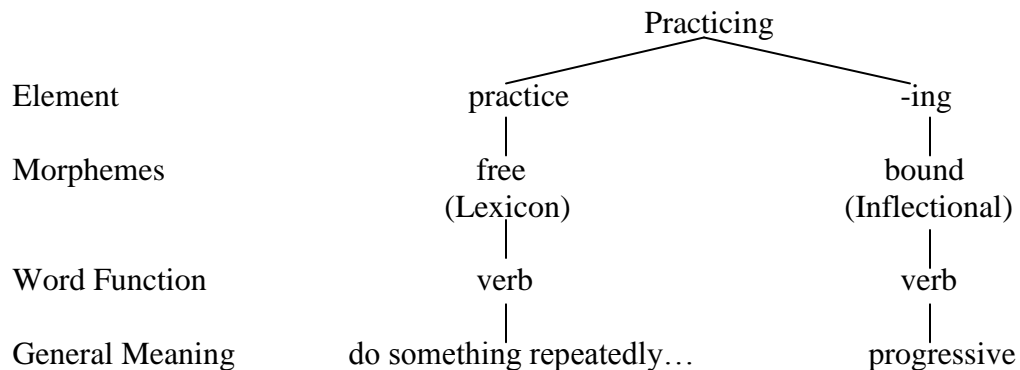 Practicing
Element practice -ing
Morphemes free bound
(Lexicon) (Inflectional)
Word Function verb verb
General Meaning do something repeatedly… progressive